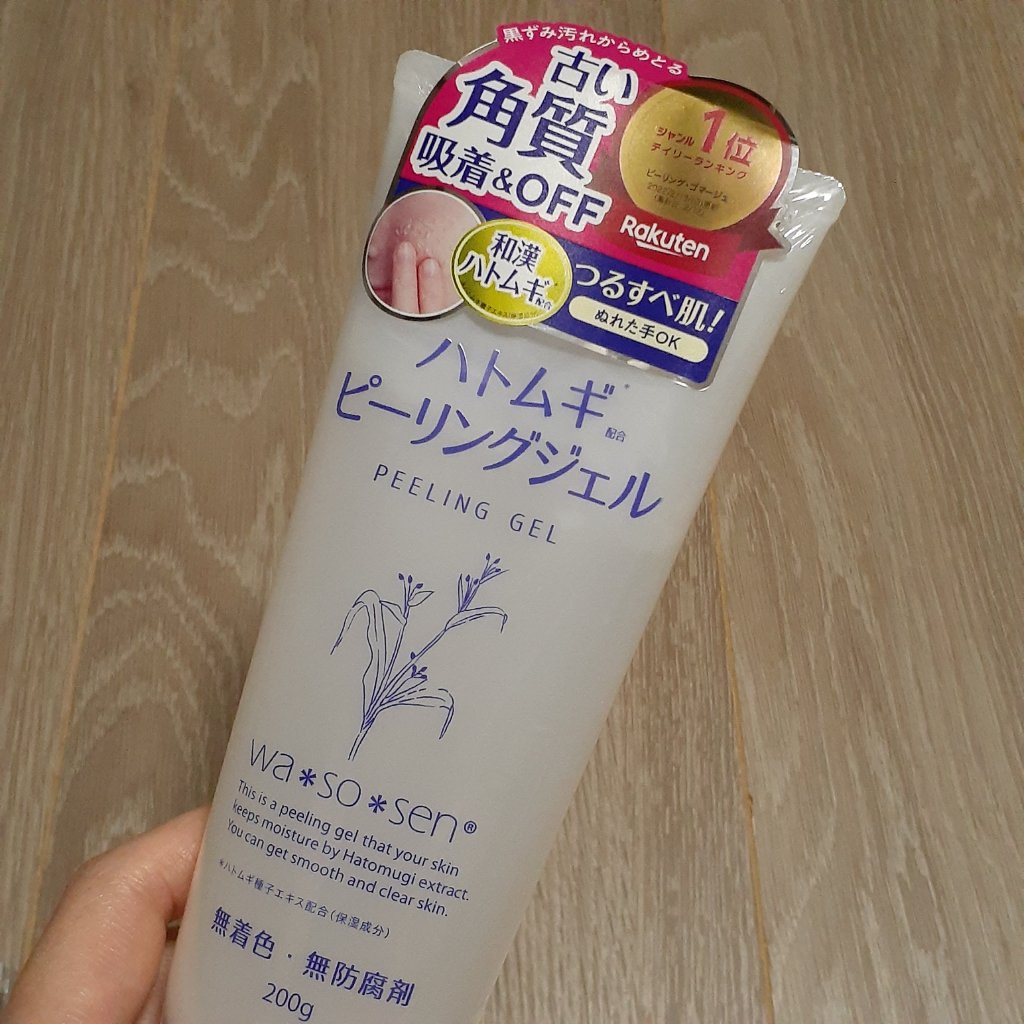 黒ずみ汚れからめとる
古い
角質
吸着&OFF
ジャンル1位
デイリーランキング
ピーリング・ゴマージュ
Rakuten
和漢
ハトムギ配合
つるすべ肌!
ぬれた手OK
ハトムギ*配合
ピーリングジェル
PEELING GEL
wa*so*sen®
This is a peeling gel that your skin
keeps moisture by Hatomugi extract.
You can get smooth and clear skin.
*ハトムギ種子エキス配合(保湿成分)
無着色・無防腐剤
200g